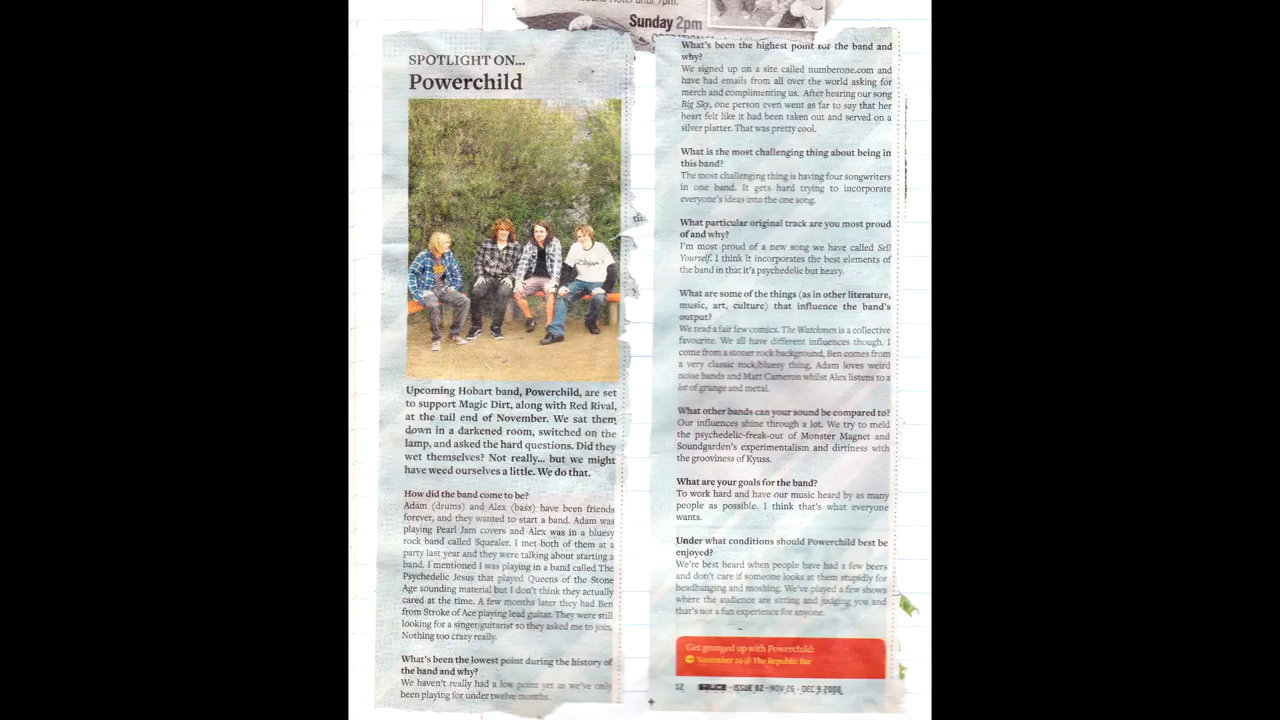 Sunday 2pm
SPOTLIGHT ON...
Powerchild
Upcoming Hobart band, Powerchild, are set
to support Magic Dirt, along with Red Rival,
at the tail end of November. We sat them
down in a darkened room, switched on the
lamp, and asked the hard questions. Did they
wet themselves? Not really... but we might
have weed ourselves a little. We do that.
How did the band come to be?
Adam (drums) and Alex (bass) have been friends
forever, and they wanted to start a band. Adam was
playing Pearl Jam covers and Alex was in a bluesy
rock band called Squealer. I met both of them at a
party last year and they were talking about starting a
band. I mentioned I was playing in a band called The
Psychedelic Jesus that played Queens of the Stone
Age sounding material but I don't think they actually
cared at the time. A few months later they had Ben
from Stroke of Ace playing lead guitar. They were still
looking for a singer/guitarist so they asked me to join.
Nothing too crazy really.
What's been the lowest point during the history of
the band and why?
We haven't really had a low point yet as we've only
been playing for under twelve months.
What's been the highest point for the band and
why?
We signed up on a site called numberone.com and
have had emails from all over the world asking for
merch and complimenting us. After hearing our song
Big Sky, one person even went as far to say that her
heart felt like it had been taken out and served on a
silver platter. That was pretty cool.
What is the most challenging thing about being in
this band?
The most challenging thing is having four songwriters
in one band. It gets hard trying to incorporate
everyone's ideas into the one song.
What particular original track are you most proud
of and why?
I'm most proud of a new song we have called Sell
Yourself. I think it incorporates the best elements of
the band in that it's psychedelic but heavy.
What are some of the things (as in other literature,
music, art, culture) that influence the band's
output?
We read a fair few comics. The Watchmen is a collective
favourite. We all have different influences though. I
come from a stoner rock background, Ben comes from
a very classic rock/bluesy thing, Adam loves weird
noise bands and Matt Cameron whilst Alex listens to a
lot of grunge and metal.
What other bands can your sound be compared to?
Our influences shine through a lot. We try to meld
the psychedelic-freak-out of Monster Magnet and
Soundgarden's experimentalism and dirtiness with
the grooviness of Kyuss.
What are your goals for the band?
To work hard and have our music heard by as many
people as possible. I think that's what everyone
wants.
Under what conditions should Powerchild best be
enjoyed?
We're best heard when people have had a few beers
and don't care if someone looks at them stupidly for
headbanging and moshing. We've played a few shows
where the audience are sitting and judging you and
that's not a fun experience for anyone.
Get grunged up with Powerchild:
November 29 @ The Republic Bar
52 SAUCE - ISSUE 82 - NOV 26 - DEC 9 2008